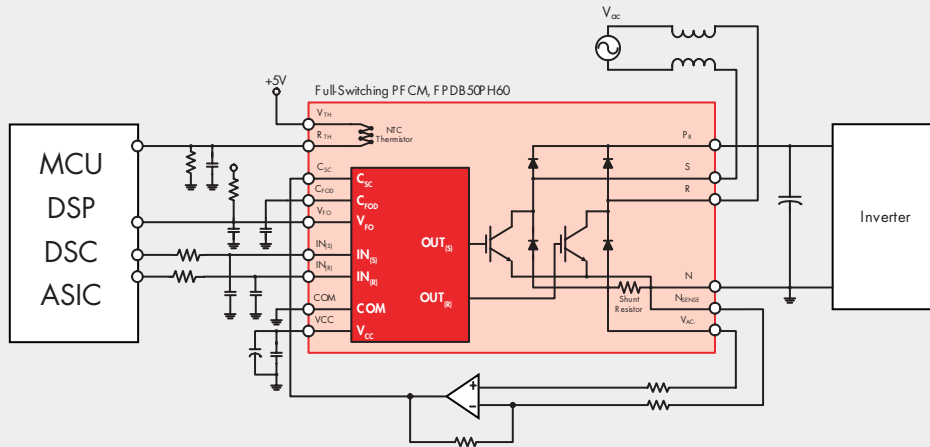 Vac
+5V
Full-Switching PFCM, FPDB50PH60
VTH
RTH
NTC
Thermistor
CSC
CFOD
VFO
IN(S)
IN(R)
COM
VCC
CSC
CFOD
VFO
IN(S)
IN(R)
COM
VCC
OUT(S)
OUT(R)
Shunt
Resistor
PR
S
R
N
NSENSE
VAC-
MCU
DSP
DSC
ASIC
Inverter
+
−